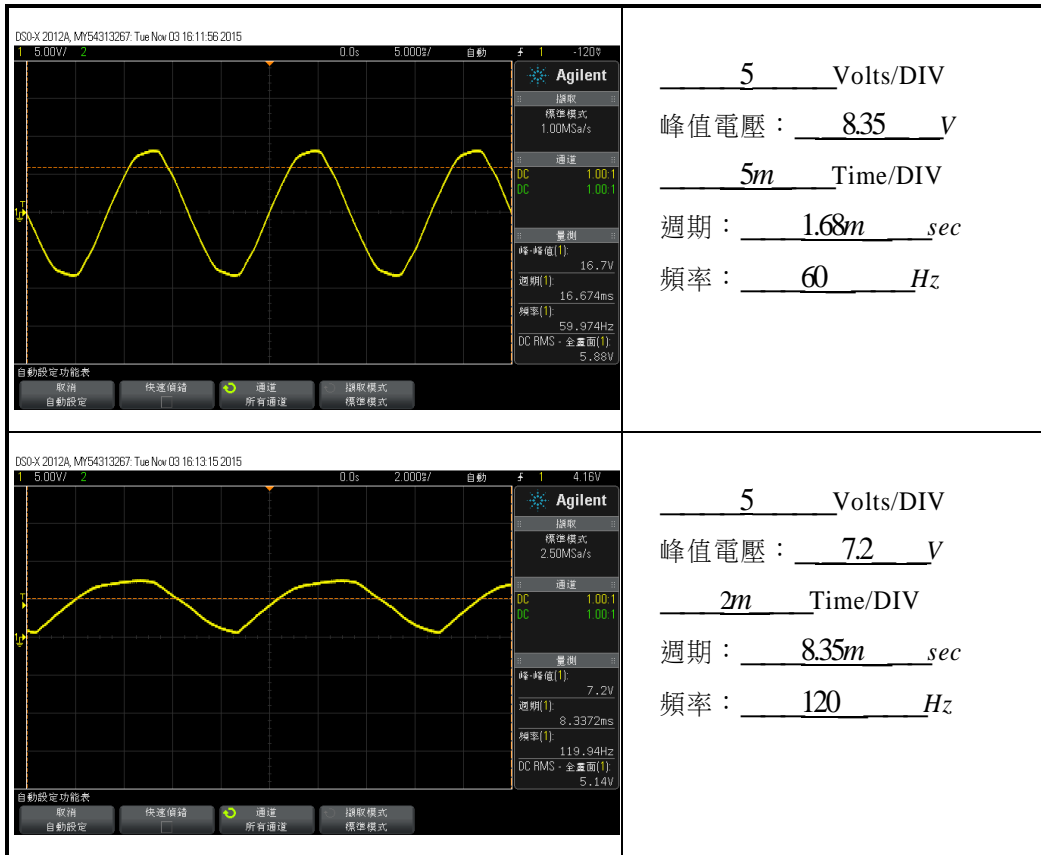 DSO-X 2012A, MY54313267: Tue Nov 03 16:11:56 2015
1 5.00V/ 2 0.0s 5.000°/ 自動 1 -120°
Agilent
擷取
標準模式
1.00MSa/s
通道
DC 1.00:1
DC 1.00:1
量測
峰-峰值(1):
16.7V
週期(1):
16.674ms
頻率(1):
59.974Hz
DC RMS - 全畫面(1):
5.88V
自動設定功能表
取消
自動設定
快速偵錯
通道
所有通道
擷取模式
標準模式
5 Volts/DIV
峰值電壓：8.35 V
5m Time/DIV
週期：1.68m sec
頻率：60 Hz
DSO-X 2012A, MY54313267: Tue Nov 03 16:13:15 2015
1 5.00V/ 2 0.0s 2.000°/ 自動 1 4.16V
Agilent
擷取
標準模式
2.50MSa/s
通道
DC 1.00:1
DC 1.00:1
量測
峰-峰值(1):
7.2V
週期(1):
8.3372ms
頻率(1):
119.94Hz
DC RMS - 全畫面(1):
5.14V
自動設定功能表
取消
自動設定
快速偵錯
通道
所有通道
擷取模式
標準模式
5 Volts/DIV
峰值電壓：7.2 V
2m Time/DIV
週期：8.35m sec
頻率：120 Hz